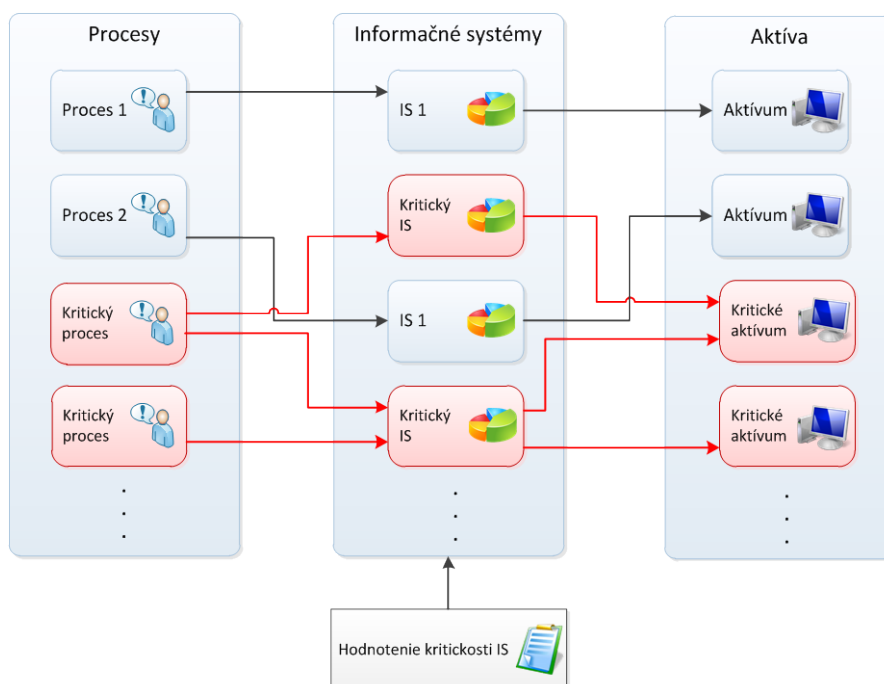 Procesy
Informačné systémy
Aktíva
Proces 1
IS 1
Aktívum
Proces 2
Kritický
IS
Aktívum
Kritický
proces
IS 1
Kritické
aktívum
Kritický
proces
Kritický
IS
Kritické
aktívum
Hodnotenie kritickosti IS